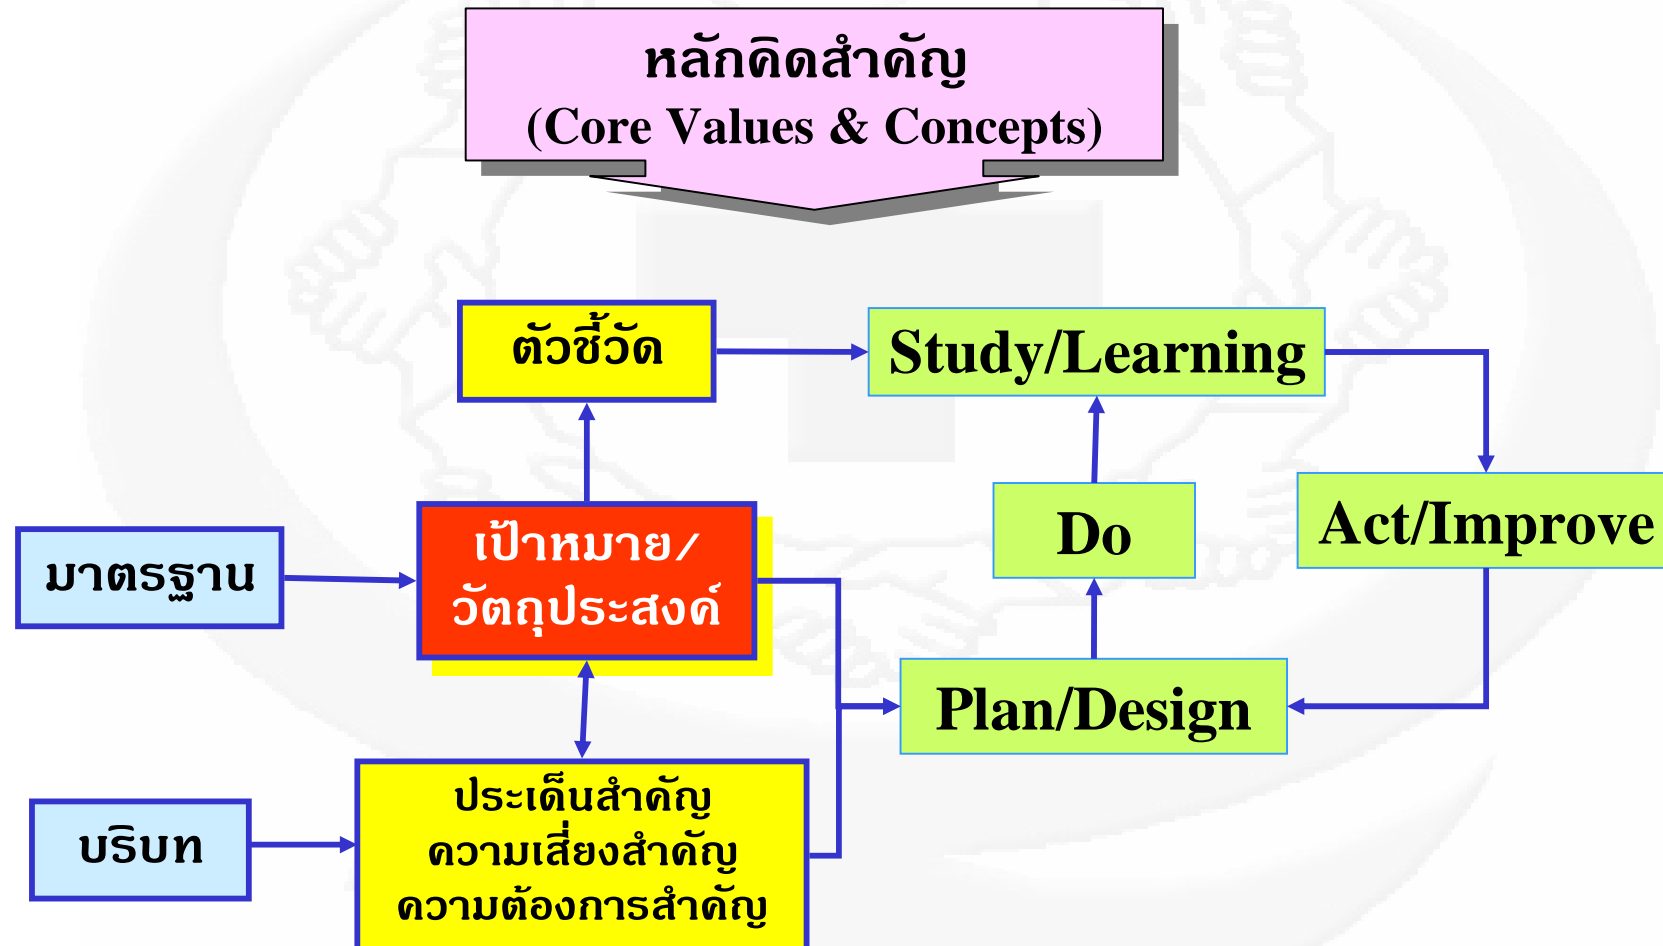 หลักคิดสำคัญ
(Core Values & Concepts)
ตัวชี้วัด
Study/Learning
เป้าหมาย/
วัตถุประสงค์
Do
Act/Improve
มาตรฐาน
Plan/Design
บริบท
ประเด็นสำคัญ
ความเสี่ยงสำคัญ
ความต้องการสำคัญ